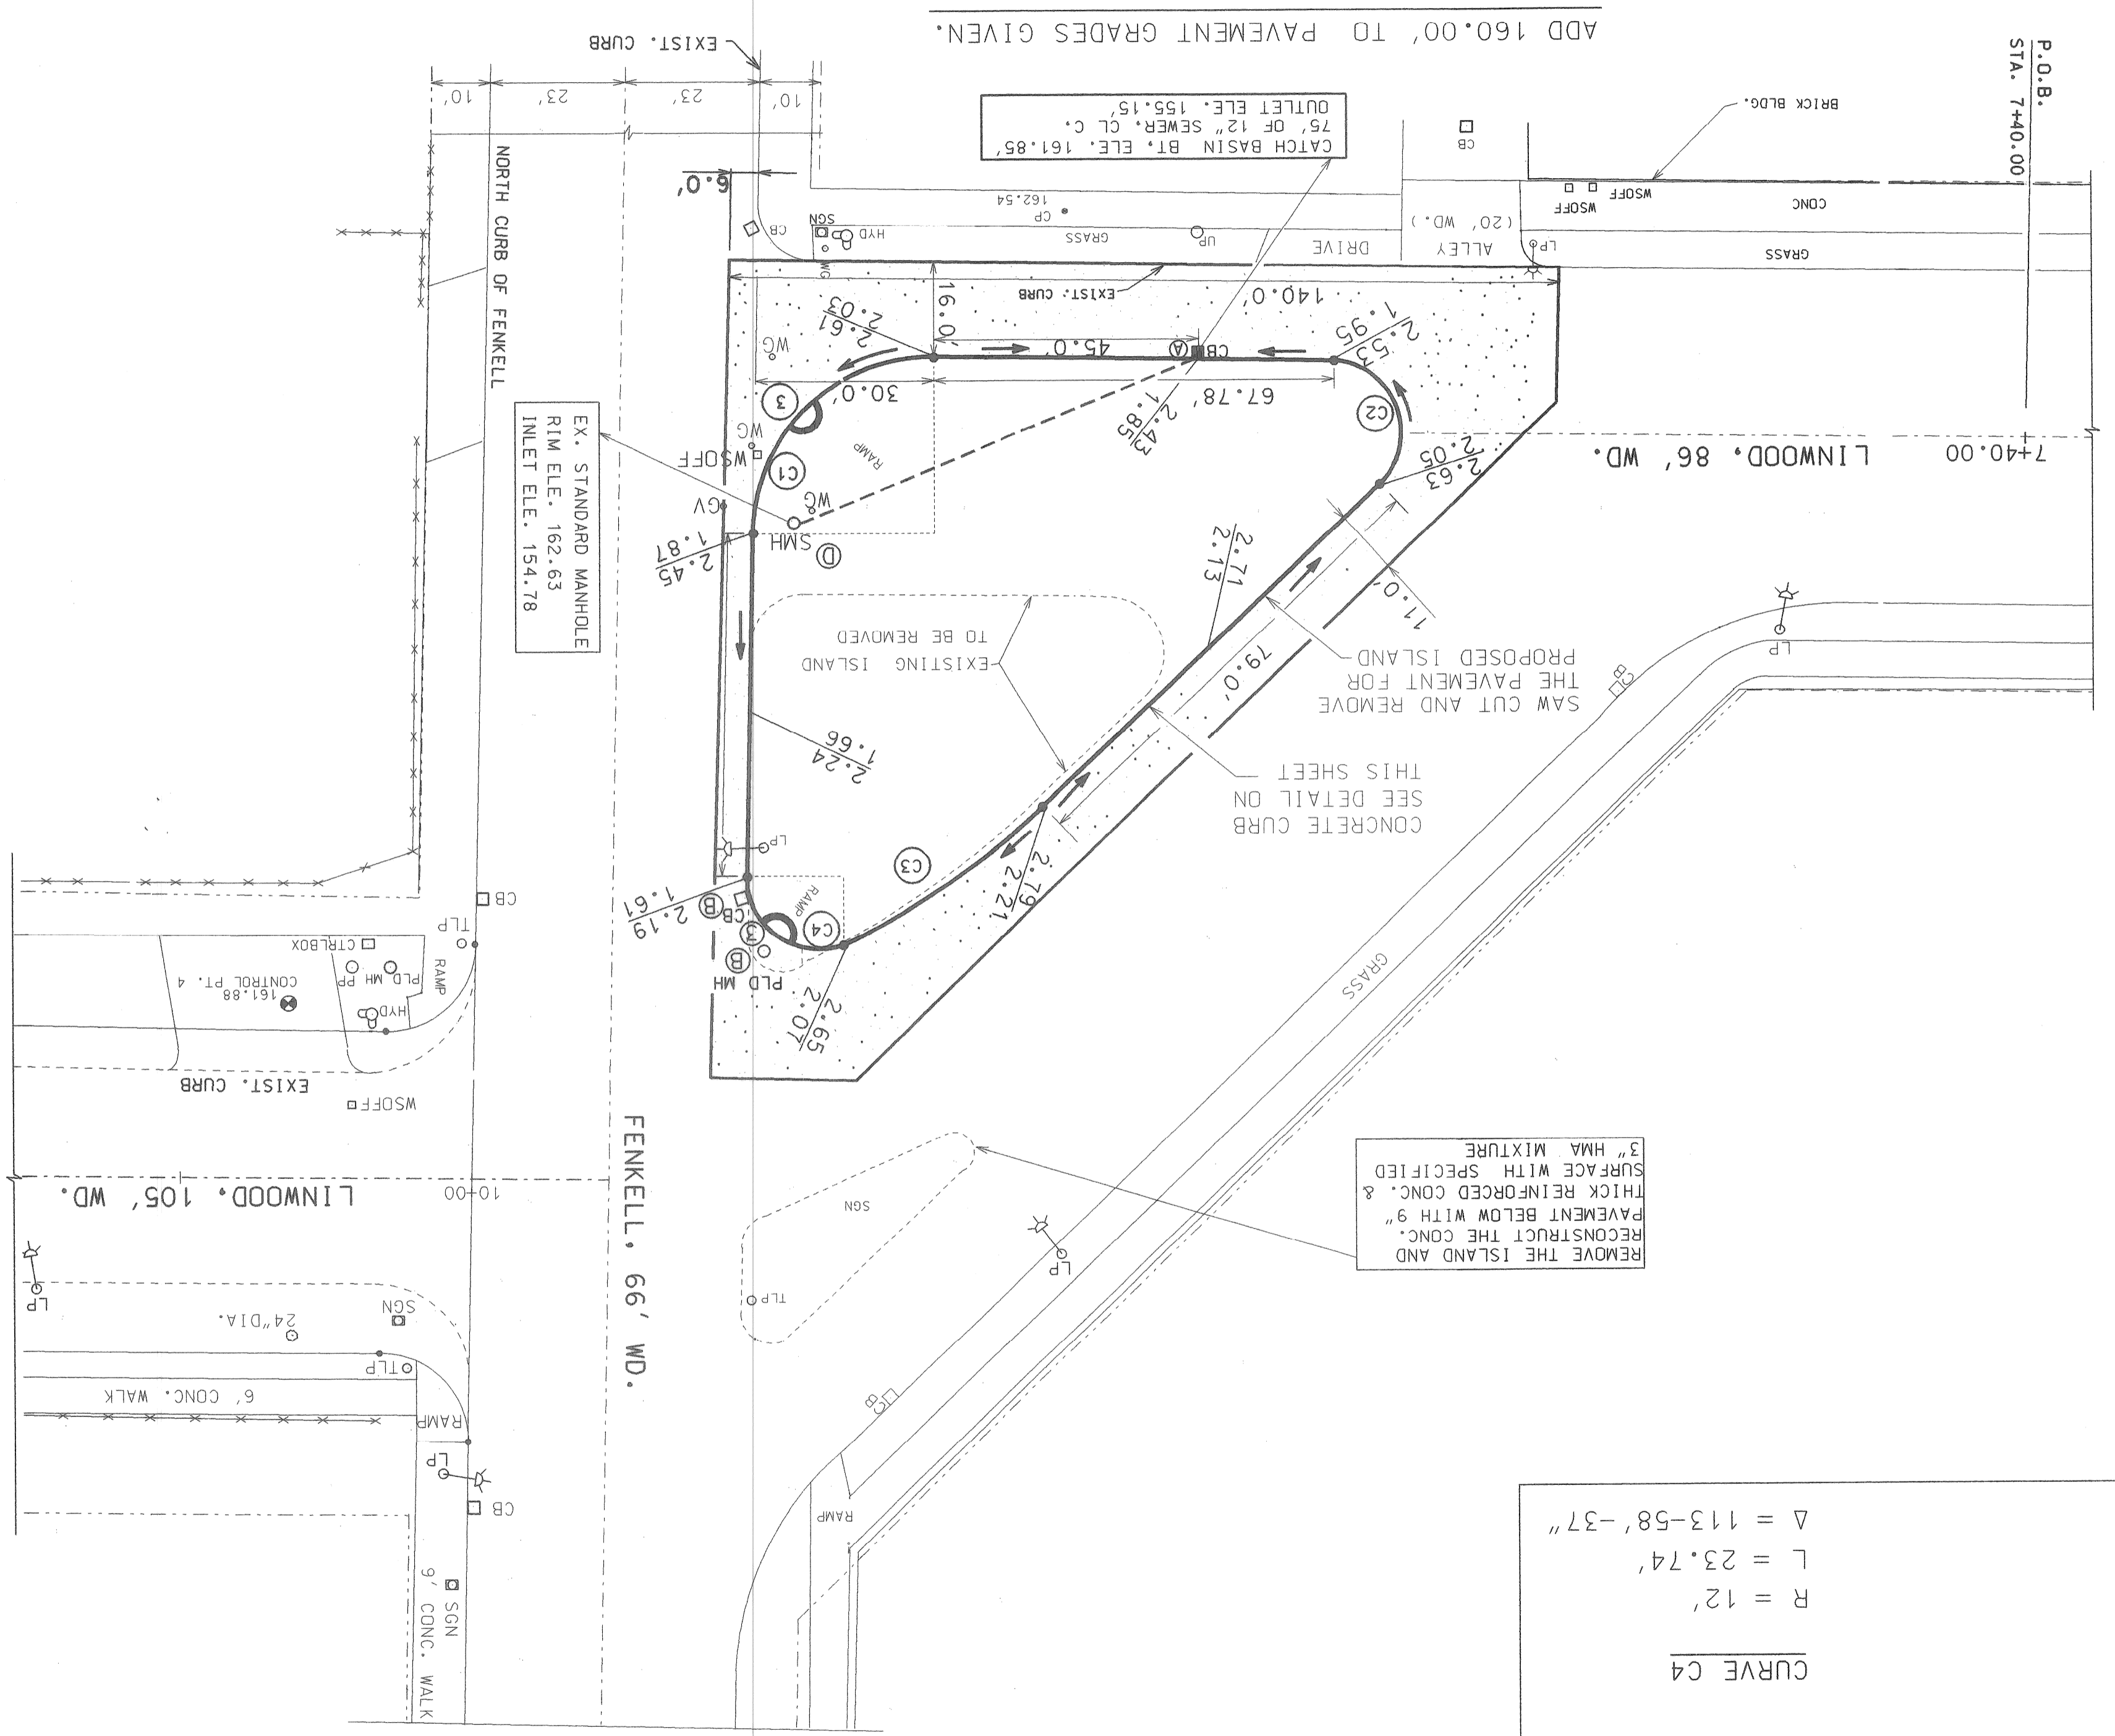 CURVE C4
R = 12'
L = 23.74'
Δ = 113-58'-37"
9' CONC. WALK
SGN
RAMP
CB
LP
RAMP
6' CONC. WALK
TLP
24"DIA.
SGN
LP
CB
TLP
SGN
LP
REMOVE THE ISLAND AND
RECONSTRUCT THE CONC.
PAVEMENT BELOW WITH 9"
THICK REINFORCED CONC. &
SURFACE WITH SPECIFIED
3" HMA MIXTURE
FENKELL, 66' WD.
10+00
LINWOOD, 105' WD.
WSOFF
EXIST. CURB
HYD
PLD MH
PP
161.88
CONTROL PT. 4
CTRLBOX
RAMP
TLP
CB
GRASS
2.65
2.07
PLD MH
B
3
C4
RAMP
CB
B
2.19
1.61
LP
C3
2.79
2.21
CONCRETE CURB
SEE DETAIL ON
THIS SHEET
2.24
1.66
SAW CUT AND REMOVE
THE PAVEMENT FOR
PROPOSED ISLAND
79.0'
11.0'
EXISTING ISLAND
TO BE REMOVED
CB
LP
2.71
2.13
2.45
1.87
SMH
D
GV
WG
WSOFF
WG
C1
RAMP
3
EX. STANDARD MANHOLE
RIM ELE. 162.63
INLET ELE. 154.78
7+40.00
LINWOOD, 86' WD.
2.63
2.05
C2
67.78'
30.0'
2.43
1.85
45.0'
CB
A
WG
2.53
1.95
2.61
2.03
16.0'
140.0'
EXIST. CURB
NORTH CURB OF FENKELL
GRASS
LP
ALLEY
(20' WD.)
DRIVE
UP
GRASS
HYD
SGN
WG
CB
CONC
WSOFF
WSOFF
CP
162.54
6.0'
BRICK BLDG.
CB
CATCH BASIN BT. ELE. 161.85'
75' OF 12" SEWER, CL C.
OUTLET ELE. 155.15'
P.O.B.
STA. 7+40.00
10'
23'
23'
10'
EXIST. CURB
ADD 160.00' TO PAVEMENT GRADES GIVEN.